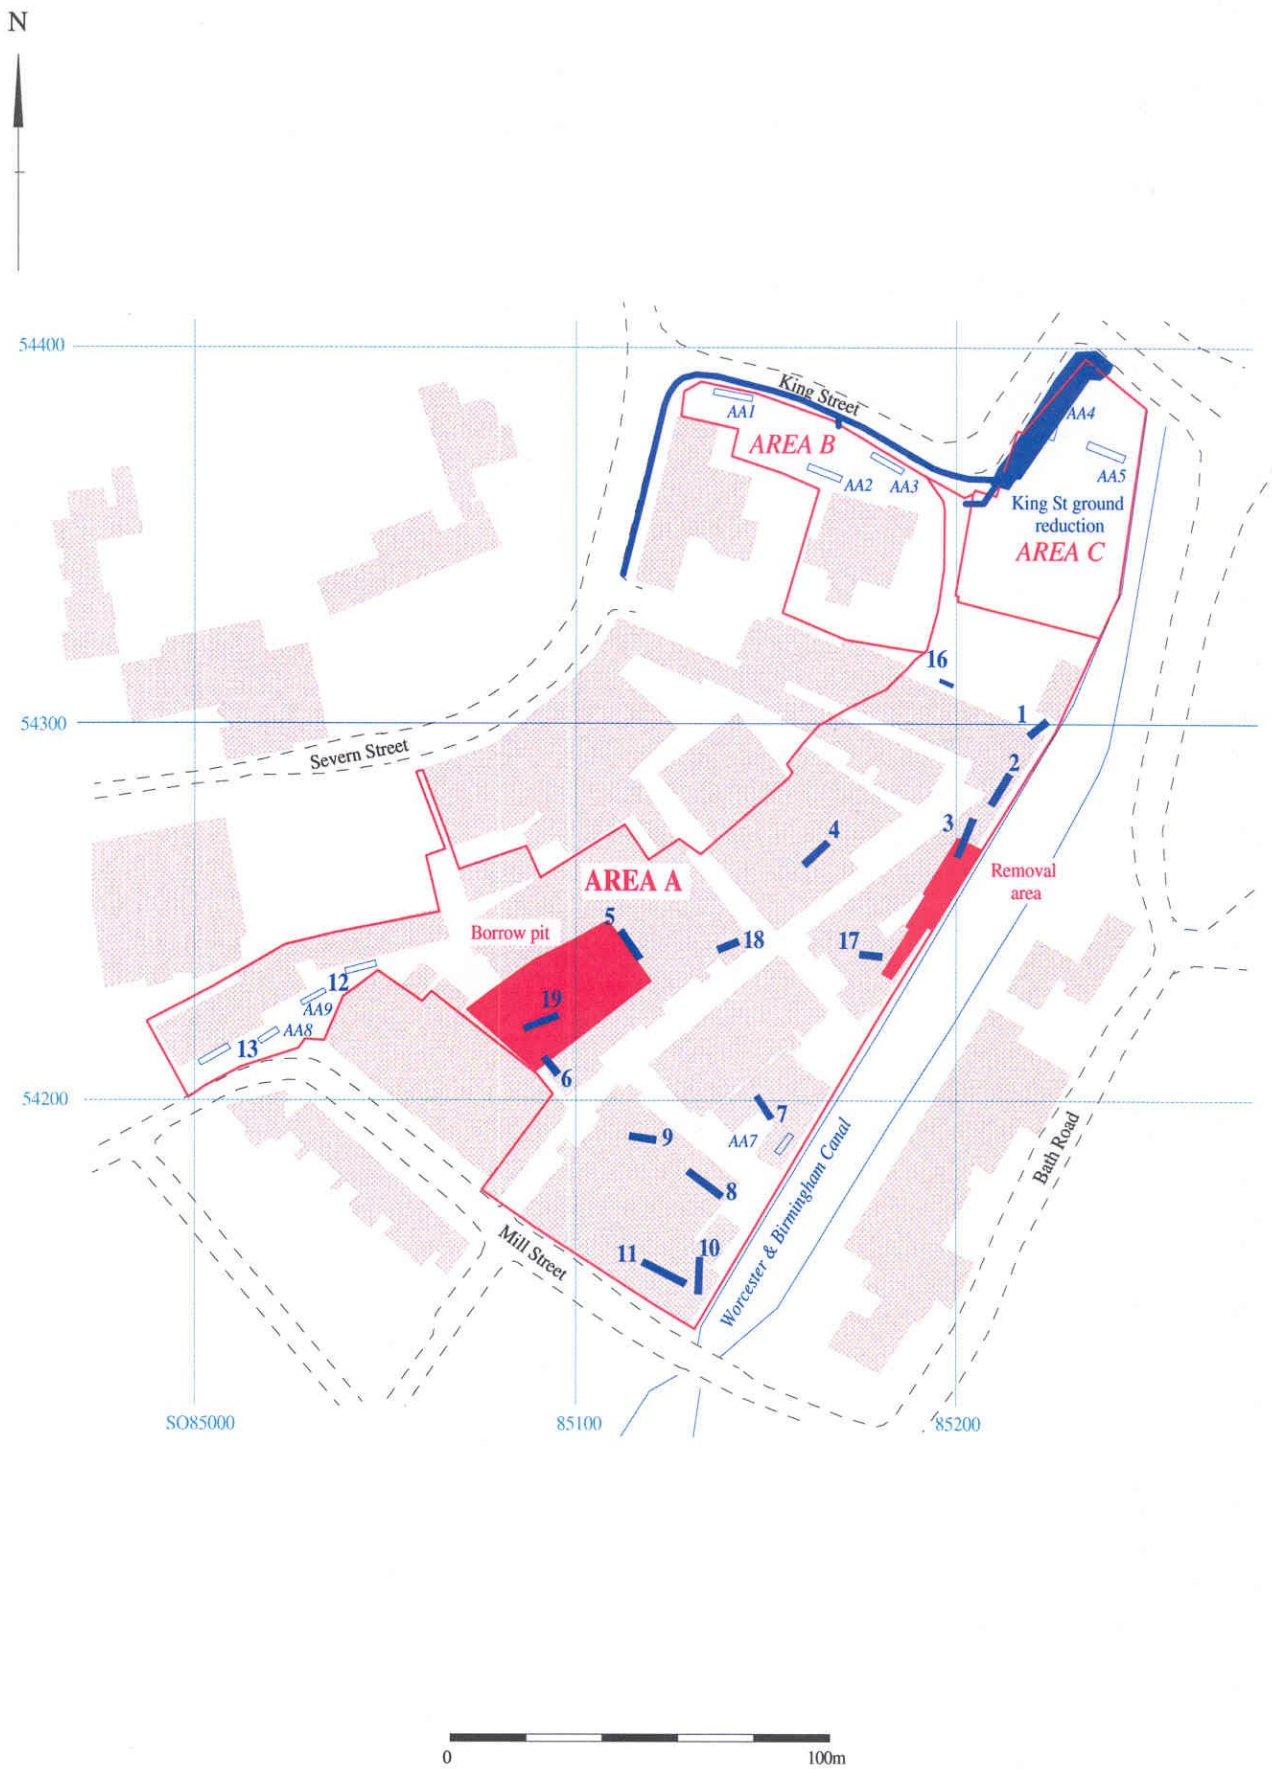 N
54400
King Street
AA1
AREA B
AA4
AA2
AA3
AA5
King St ground
reduction
AREA C
16
54300
1
Severn Street
2
3
4
AREA A
Removal
area
5
Borrow pit
18
17
12
19
AA9
AA8
13
6
54200
7
AA7
9
8
Bath Road
Worcester & Birmingham Canal
Mill Street
11
10
SO85000
85100
85200
0
100m